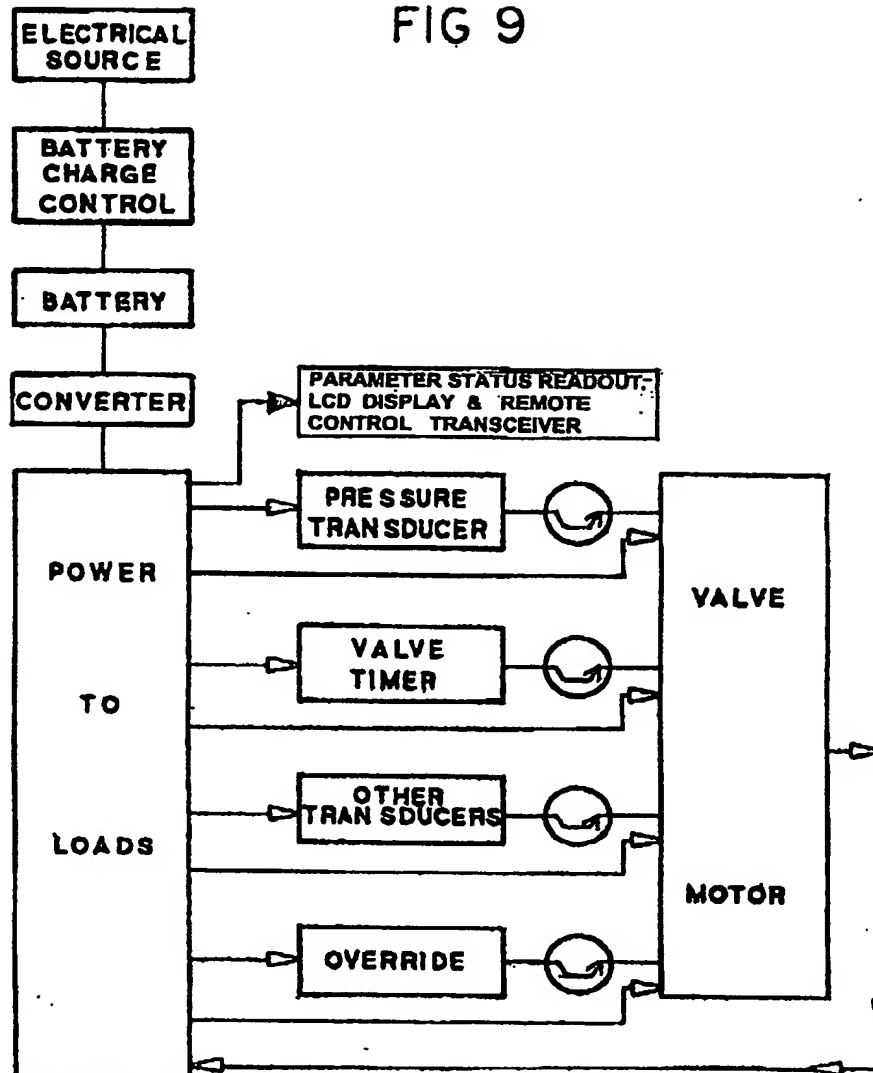 FIG 9
ELECTRICAL
SOURCE
BATTERY
CHARGE
CONTROL
BATTERY
CONVERTER
PARAMETER STATUS READOUT,
LCD DISPLAY & REMOTE
CONTROL TRANSCEIVER
POWER
TO
LOADS
PRESSURE
TRANSDUCER
VALVE
TIMER
OTHER
TRANSDUCERS
OVERRIDE
VALVE
MOTOR